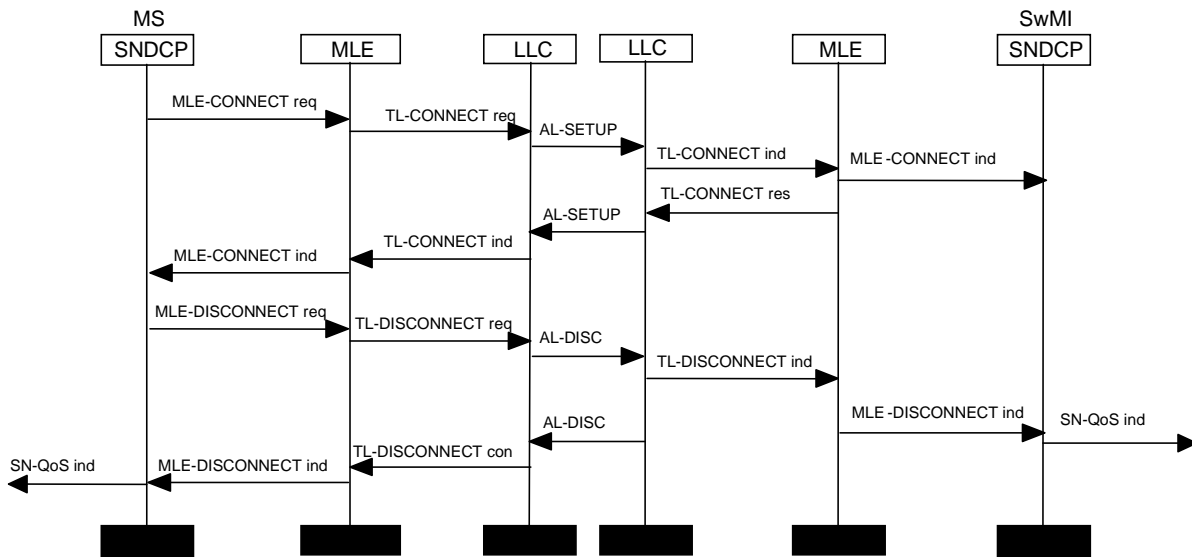 MS
SwMI
SNDCP
MLE
LLC
LLC
MLE
SNDCP
MLE-CONNECT req
TL-CONNECT req
AL-SETUP
TL-CONNECT ind
MLE-CONNECT ind
TL-CONNECT res
AL-SETUP
TL-CONNECT ind
MLE-CONNECT ind
MLE-DISCONNECT req
TL-DISCONNECT req
AL-DISC
TL-DISCONNECT ind
MLE-DISCONNECT ind
SN-QoS ind
AL-DISC
TL-DISCONNECT con
MLE-DISCONNECT ind
SN-QoS ind